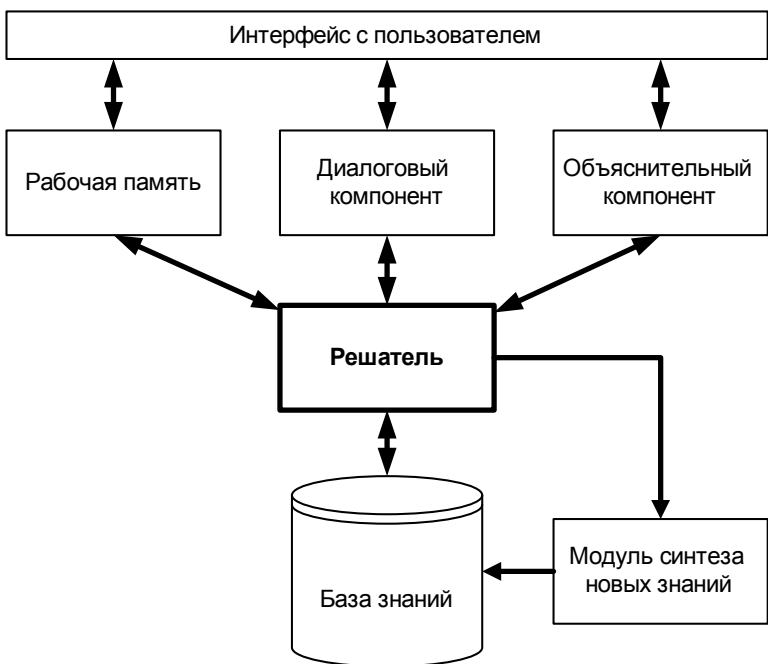 Интерфейс с пользователем
Рабочая память
Диалоговый
компонент
Объяснительный
компонент
Решатель
База знаний
Модуль синтеза
новых знаний